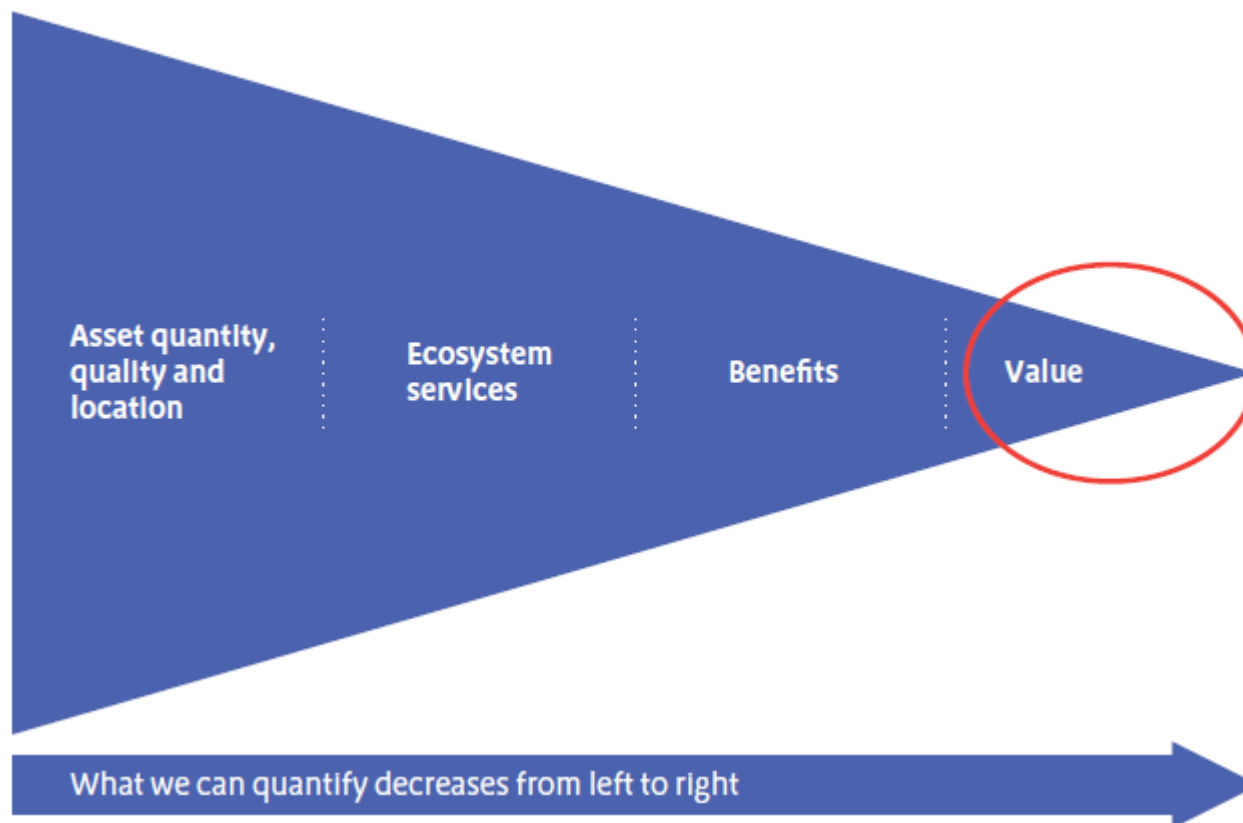 Asset quantity,
quality and
location
Ecosystem
services
Benefits
Value
What we can quantify decreases from left to right